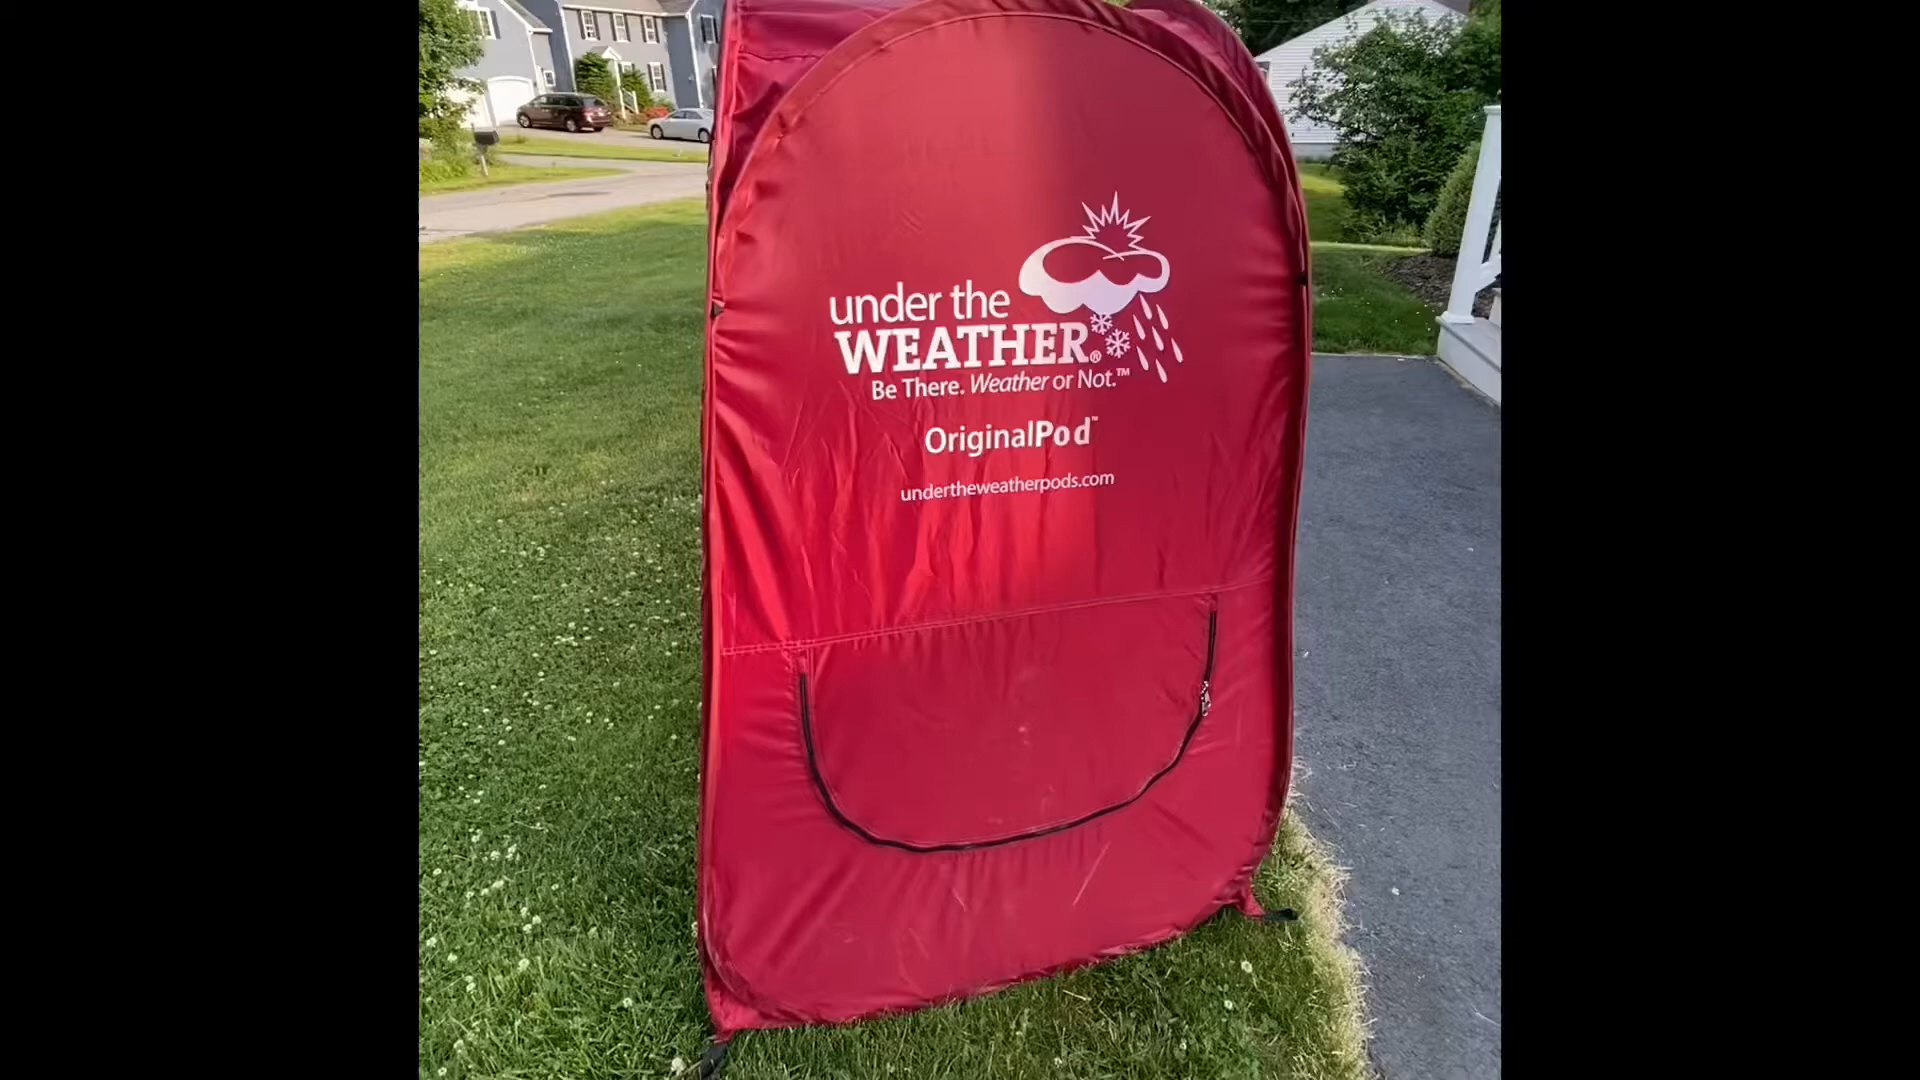 under the
WEATHER®
Be There. Weather or Not.™
OriginalPod™
undertheweatherpods.com